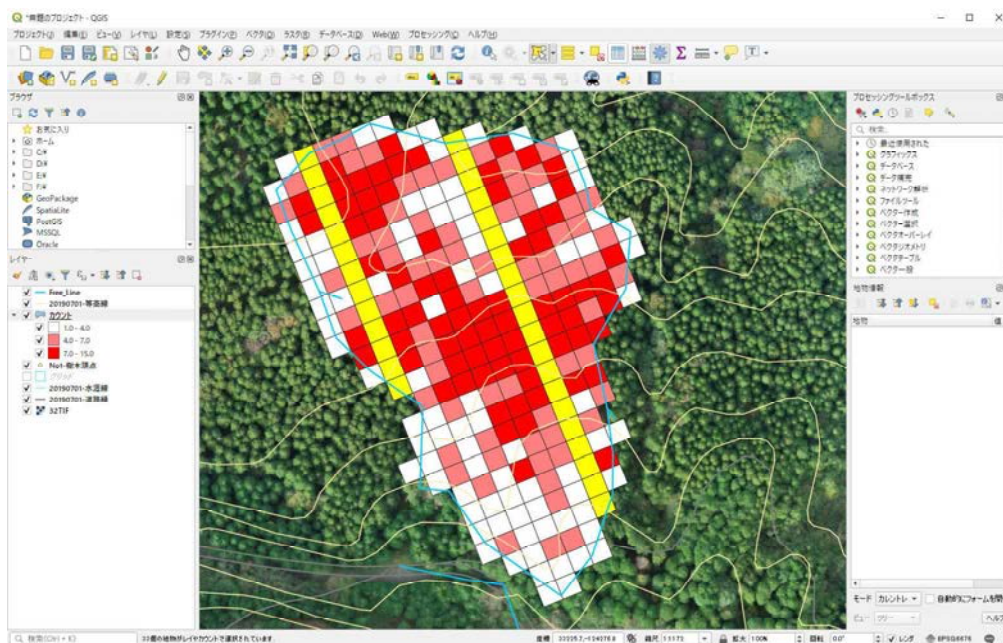 *無題のプロジェクト - QGIS
プロジェクト(J) 編集(E) ビュー(V) レイヤ(L) 設定(S) プラグイン(P) ベクタ(O) ラスタ(R) データベース(D) Web(W) プロセッシング(C) ヘルプ(H)
ブラウザ
お気に入り
ホーム
C:¥
D:¥
E:¥
F:¥
GeoPackage
SpatiaLite
PostGIS
MSSQL
Oracle
レイヤー
Free_Line
20190701-等高線
カウント
1.0 - 4.0
4.0 - 7.0
7.0 - 15.0
No1-樹木頂点
グリッド
20190701-水涯線
20190701-道路縁
32TIF
プロセッシングツールボックス
検索…
最近使用された
グラフィックス
データベース
データ補完
ネットワーク解析
ファイルツール
ベクター作成
ベクター選択
ベクタオーバーレイ
ベクタジオメトリ
ベクタテーブル
ベクター一般
地物情報
地物
値
モード カレントレ
自動的にフォームを開
ビュー ツリー
ヘルプ
検索(Ctrl + K)
33個の地物がレイヤカウントで選択されています.
座標
縮尺 1:1173
拡大 100%
回転 0.0°
レンダ